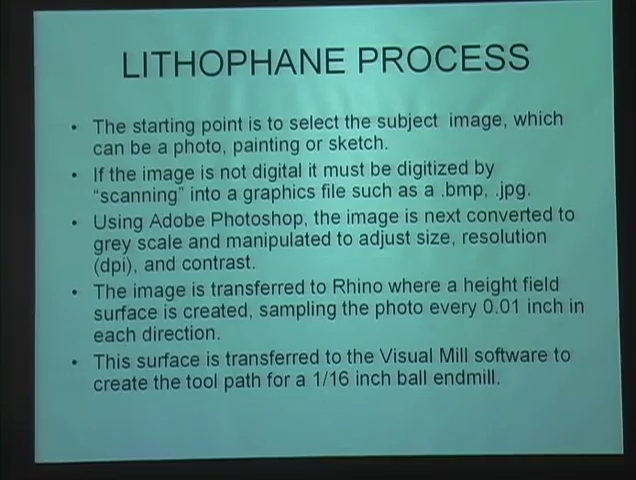 LITHOPHANE PROCESS
• The starting point is to select the subject image, which
can be a photo, painting or sketch.
• If the image is not digital it must be digitized by
“scanning” into a graphics file such as a .bmp, .jpg.
• Using Adobe Photoshop, the image is next converted to
grey scale and manipulated to adjust size, resolution
(dpi), and contrast.
• The image is transferred to Rhino where a height field
surface is created, sampling the photo every 0.01 inch in
each direction.
• This surface is transferred to the Visual Mill software to
create the tool path for a 1/16 inch ball endmill.